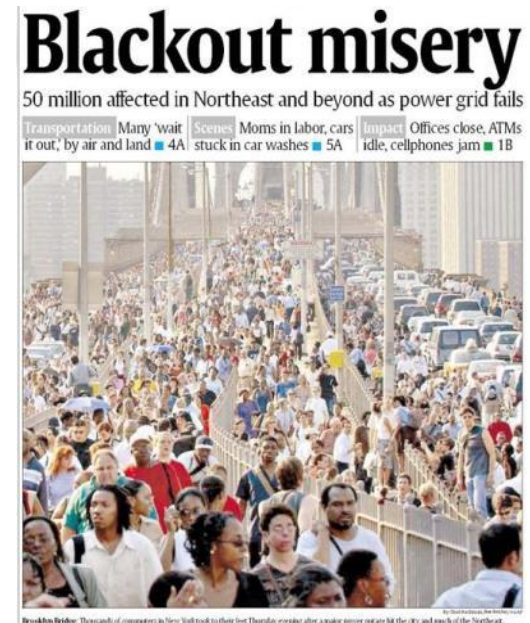 Blackout misery
50 million affected in Northeast and beyond as power grid fails
Transportation Many ‘wait
it out,’ by air and land ■ 4A
Scenes Moms in labor, cars
stuck in car washes ■ 5A
Impact Offices close, ATMs
idle, cellphones jam ■ 1B
Brooklyn Bridge: Thousands of commuters in New York took to their feet Thursday evening after a major power outage hit the city and much of the Northeast.